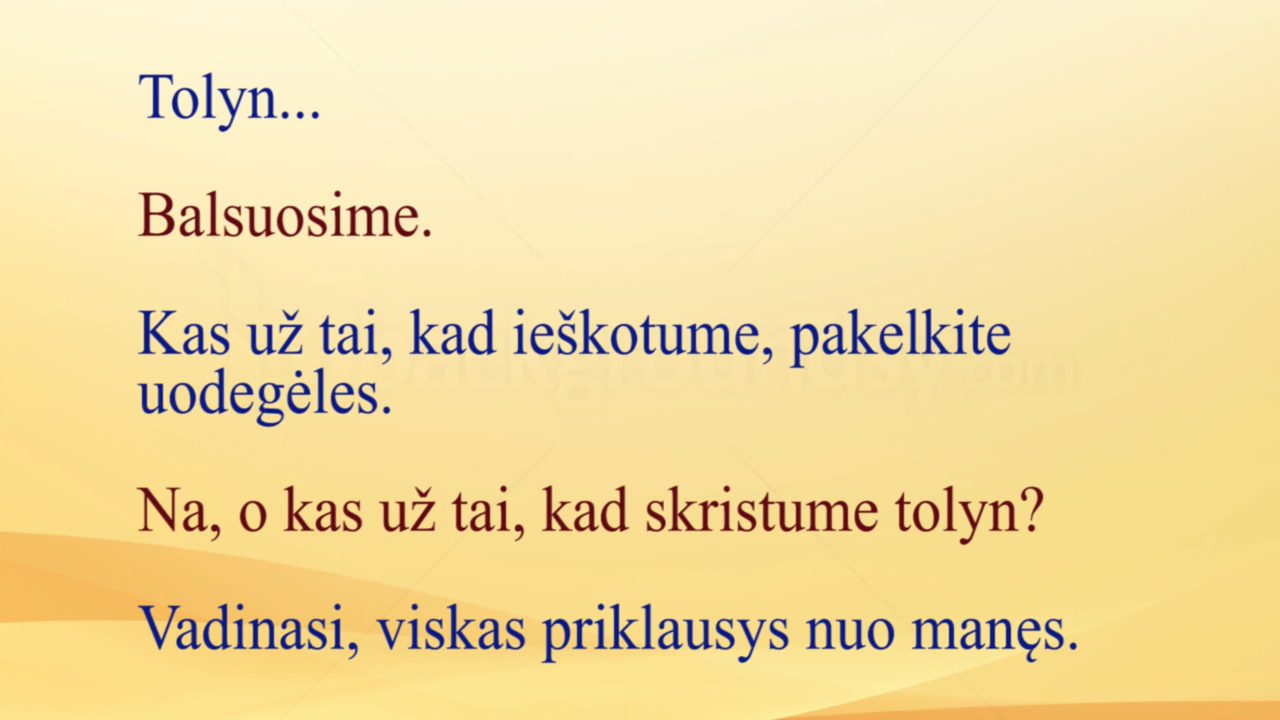 Tolyn...
Balsuosime.
Kas už tai, kad ieškotume, pakelkite
uodegėles.
Na, o kas už tai, kad skristume tolyn?
Vadinasi, viskas priklausys nuo manęs.